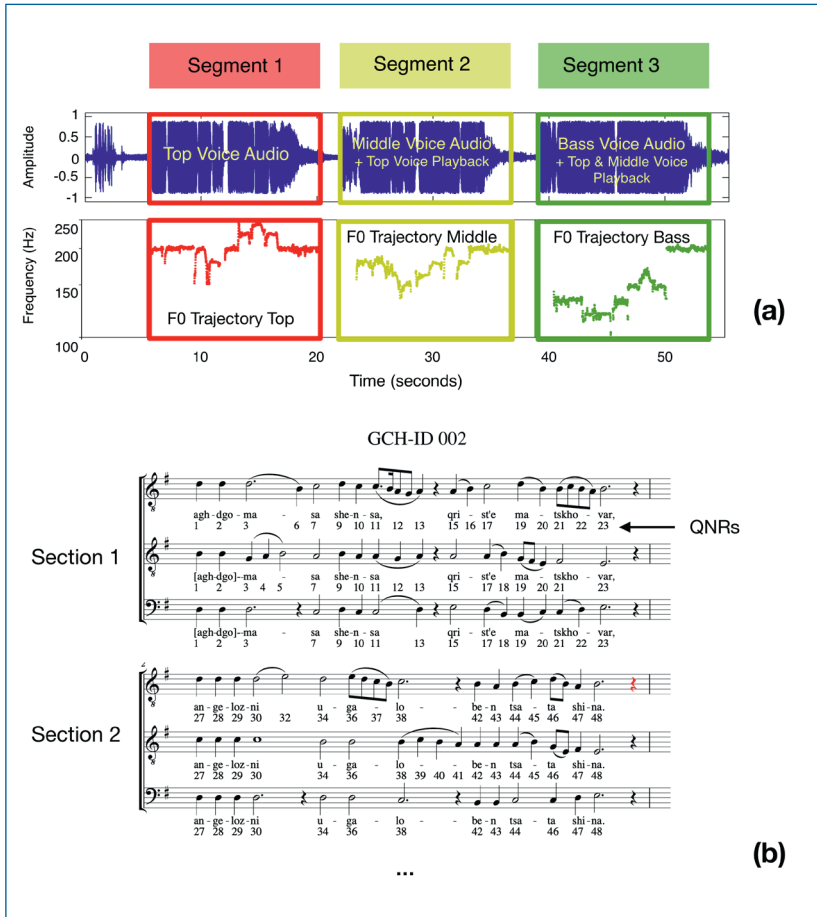 Segment 1
Segment 2
Segment 3
1
0.5
0
-0.5
-1
Amplitude
Top Voice Audio
Middle Voice Audio
+ Top Voice Playback
Bass Voice Audio
+ Top & Middle Voice
Playback
250
200
150
100
Frequency (Hz)
F0 Trajectory Top
F0 Trajectory Middle
F0 Trajectory Bass
0 10 20 30 40 50
Time (seconds)
(a)
GCH-ID 002
Section 1
8
agh-dgo-ma- sa shen-sa, qri-st'e ma-tskho-var,
1 2 3 6 7 9 10 11 12 13 15 16 17 19 20 21 22 23
QNRs
8
[agh-dgo]-ma- sa shen-sa qri-st'e ma-tskho-var,
1 2 3 4 5 7 9 10 11 12 13 15 17 18 19 20 21 23
[agh-dgo]-ma- sa shen-sa qri-st'e ma-tskho-var,
1 2 3 7 9 10 11 13 15 17 18 19 20 21 22 23
Section 2
2
8
an-ge-loz-ni u-ga-lo-ben tsa-ta shi-na.
27 28 29 30 32 34 36 37 38 42 43 44 45 46 47 48
8
an-ge-loz-ni u-ga-lo-ben tsa-ta shi-na.
27 28 29 30 34 36 38 39 40 41 42 43 44 45 46 47 48
an-ge-loz-ni u-ga-lo-ben tsa-ta shi-na.
27 28 29 30 34 36 38 42 43 44 46 47 48
...
(b)